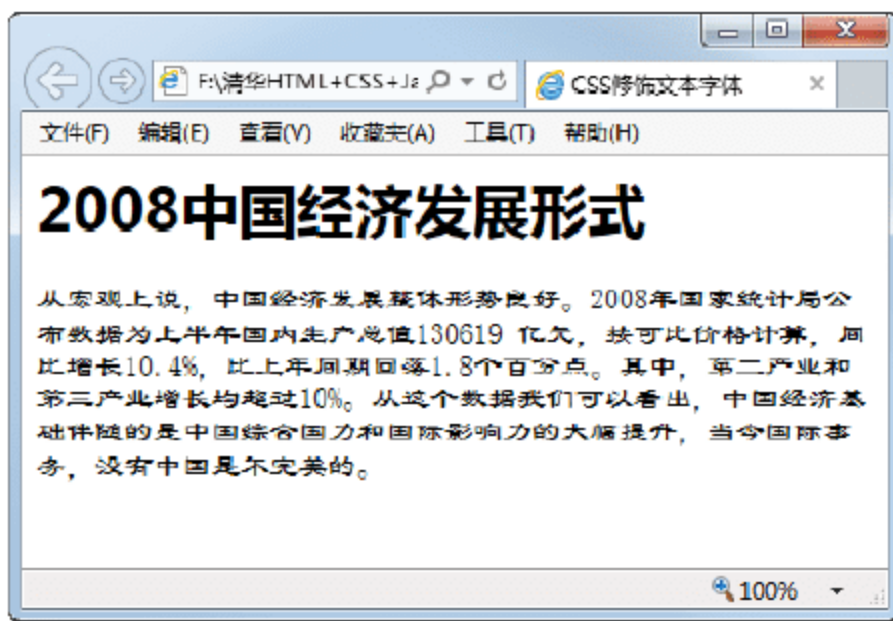 F:\清华HTML+CSS+Ja
CSS修饰文本字体
文件(F) 编辑(E) 查看(V) 收藏夹(A) 工具(T) 帮助(H)
2008中国经济发展形式
从宏观上说，中国经济发展整体形势良好。2008年国家统计局公
布数据为上半年国内生产总值130619 亿元，按可比价格计算，同
比增长10.4%，比上年同期回落1.8个百分点。其中，第二产业和
第三产业增长均超过10%。从这个数据我们可以看出，中国经济基
础伴随的是中国综合国力和国际影响力的大幅提升，当今国际事
务，没有中国是不完美的。
100%